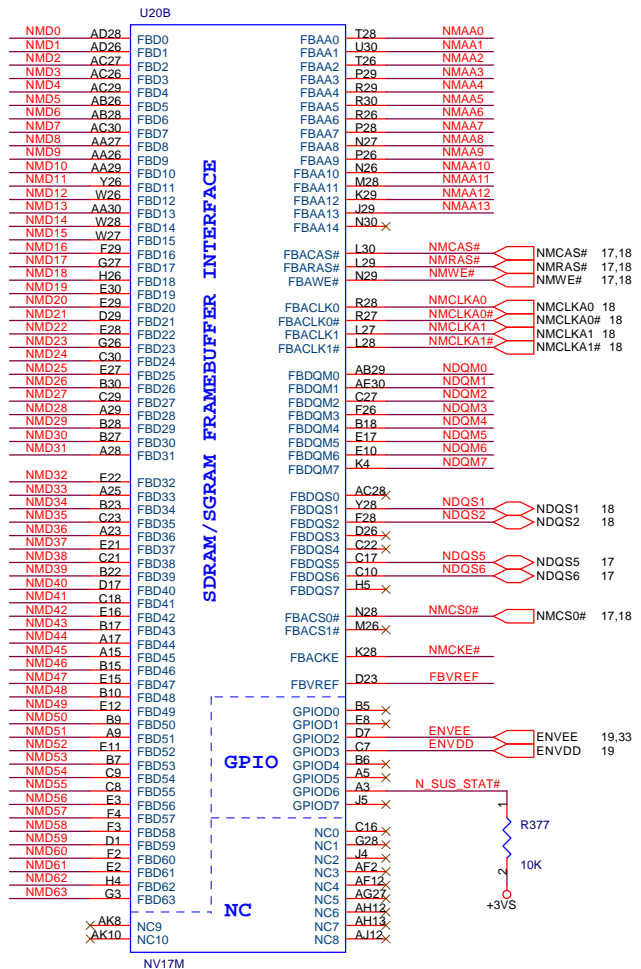 U20B
NMD0 AD28 FBD0
NMD1 AD26 FBD1
NMD2 AC27 FBD2
NMD3 AC26 FBD3
NMD4 AC29 FBD4
NMD5 AB26 FBD5
NMD6 AB28 FBD6
NMD7 AC30 FBD7
NMD8 AA27 FBD8
NMD9 AA26 FBD9
NMD10 AA29 FBD10
NMD11 Y26 FBD11
NMD12 W26 FBD12
NMD13 AA30 FBD13
NMD14 W28 FBD14
NMD15 W27 FBD15
NMD16 F29 FBD16
NMD17 G27 FBD17
NMD18 H26 FBD18
NMD19 E30 FBD19
NMD20 E29 FBD20
NMD21 D29 FBD21
NMD22 E28 FBD22
NMD23 G26 FBD23
NMD24 C30 FBD24
NMD25 E27 FBD25
NMD26 B30 FBD26
NMD27 C29 FBD27
NMD28 A29 FBD28
NMD29 B28 FBD29
NMD30 B27 FBD30
NMD31 A28 FBD31
NMD32 E22 FBD32
NMD33 A25 FBD33
NMD34 B23 FBD34
NMD35 C23 FBD35
NMD36 A23 FBD36
NMD37 E21 FBD37
NMD38 C21 FBD38
NMD39 B22 FBD39
NMD40 D17 FBD40
NMD41 C18 FBD41
NMD42 E16 FBD42
NMD43 B17 FBD43
NMD44 A17 FBD44
NMD45 A15 FBD45
NMD46 B15 FBD46
NMD47 E15 FBD47
NMD48 B10 FBD48
NMD49 E12 FBD49
NMD50 B9 FBD50
NMD51 A9 FBD51
NMD52 E11 FBD52
NMD53 B7 FBD53
NMD54 C9 FBD54
NMD55 C8 FBD55
NMD56 E3 FBD56
NMD57 F4 FBD57
NMD58 F3 FBD58
NMD59 D1 FBD59
NMD60 F2 FBD60
NMD61 E2 FBD61
NMD62 H4 FBD62
NMD63 G3 FBD63
AK8 NC9
AK10 NC10
SDRAM/SGRAM FRAMEBUFFER INTERFACE
GPIO
NC
FBAA0 T28 NMAA0
FBAA1 U30 NMAA1
FBAA2 T26 NMAA2
FBAA3 P29 NMAA3
FBAA4 R29 NMAA4
FBAA5 R30 NMAA5
FBAA6 R26 NMAA6
FBAA7 P28 NMAA7
FBAA8 N27 NMAA8
FBAA9 P26 NMAA9
FBAA10 N26 NMAA10
FBAA11 M28 NMAA11
FBAA12 K29 NMAA12
FBAA13 J29 NMAA13
FBAA14 N30
FBACAS# L30 NMCAS# NMCAS# 17,18
FBARAS# L29 NMRAS# NMRAS# 17,18
FBAWE# N29 NMWE# NMWE# 17,18
FBACLK0 R28 NMCLKA0 NMCLKA0 18
FBACLK0# R27 NMCLKA0# NMCLKA0# 18
FBACLK1 L27 NMCLKA1 NMCLKA1 18
FBACLK1# L28 NMCLKA1# NMCLKA1# 18
FBDQM0 AB29 NDQM0
FBDQM1 AE30 NDQM1
FBDQM2 C27 NDQM2
FBDQM3 F26 NDQM3
FBDQM4 B18 NDQM4
FBDQM5 E17 NDQM5
FBDQM6 E10 NDQM6
FBDQM7 K4 NDQM7
FBDQS0 AC28
FBDQS1 Y28 NDQS1 NDQS1 18
FBDQS2 F28 NDQS2 NDQS2 18
FBDQS3 D26
FBDQS4 C22
FBDQS5 C17 NDQS5 NDQS5 17
FBDQS6 C10 NDQS6 NDQS6 17
FBDQS7 H5
FBACS0# N28 NMCS0# NMCS0# 17,18
FBACS1# M26
FBACKE K28 NMCKE#
FBVREF D23 FBVREF
GPIOD0 B5
GPIOD1 E8
GPIOD2 D7 ENVEE ENVEE 19,33
GPIOD3 C7 ENVDD ENVDD 19
GPIOD4 B6
GPIOD5 A5
GPIOD6 A3 N_SUS_STAT#
GPIOD7 J5
NC0 C16
NC1 G28
NC2 J4
NC3 AF2
NC4 AF12
NC5 AG27
NC6 AH12
NC7 AH13
NC8 AJ12
1
R377
10K
2
+3VS
NV17M